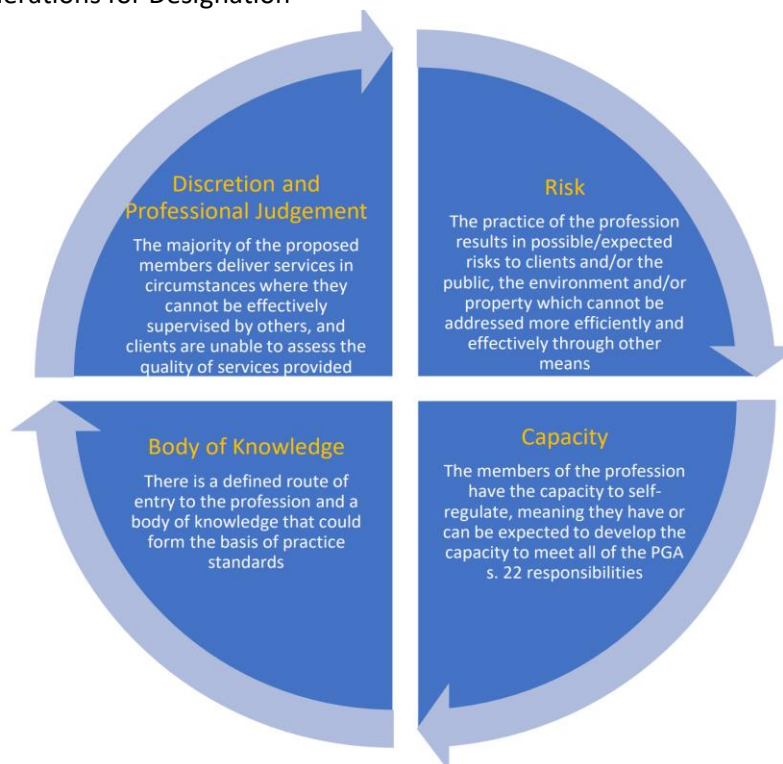 Discretion and
Professional Judgement
The majority of the proposed
members deliver services in
circumstances where they
cannot be effectively
supervised by others, and
clients are unable to assess the
quality of services provided
Risk
The practice of the profession
results in possible/expected
risks to clients and/or the
public, the environment and/or
property which cannot be
addressed more efficiently and
effectively through other
means
Body of Knowledge
There is a defined route of
entry to the profession and a
body of knowledge that could
form the basis of practice
standards
Capacity
The members of the profession
have the capacity to self-
regulate, meaning they have or
can be expected to develop the
capacity to meet all of the PGA
s. 22 responsibilities